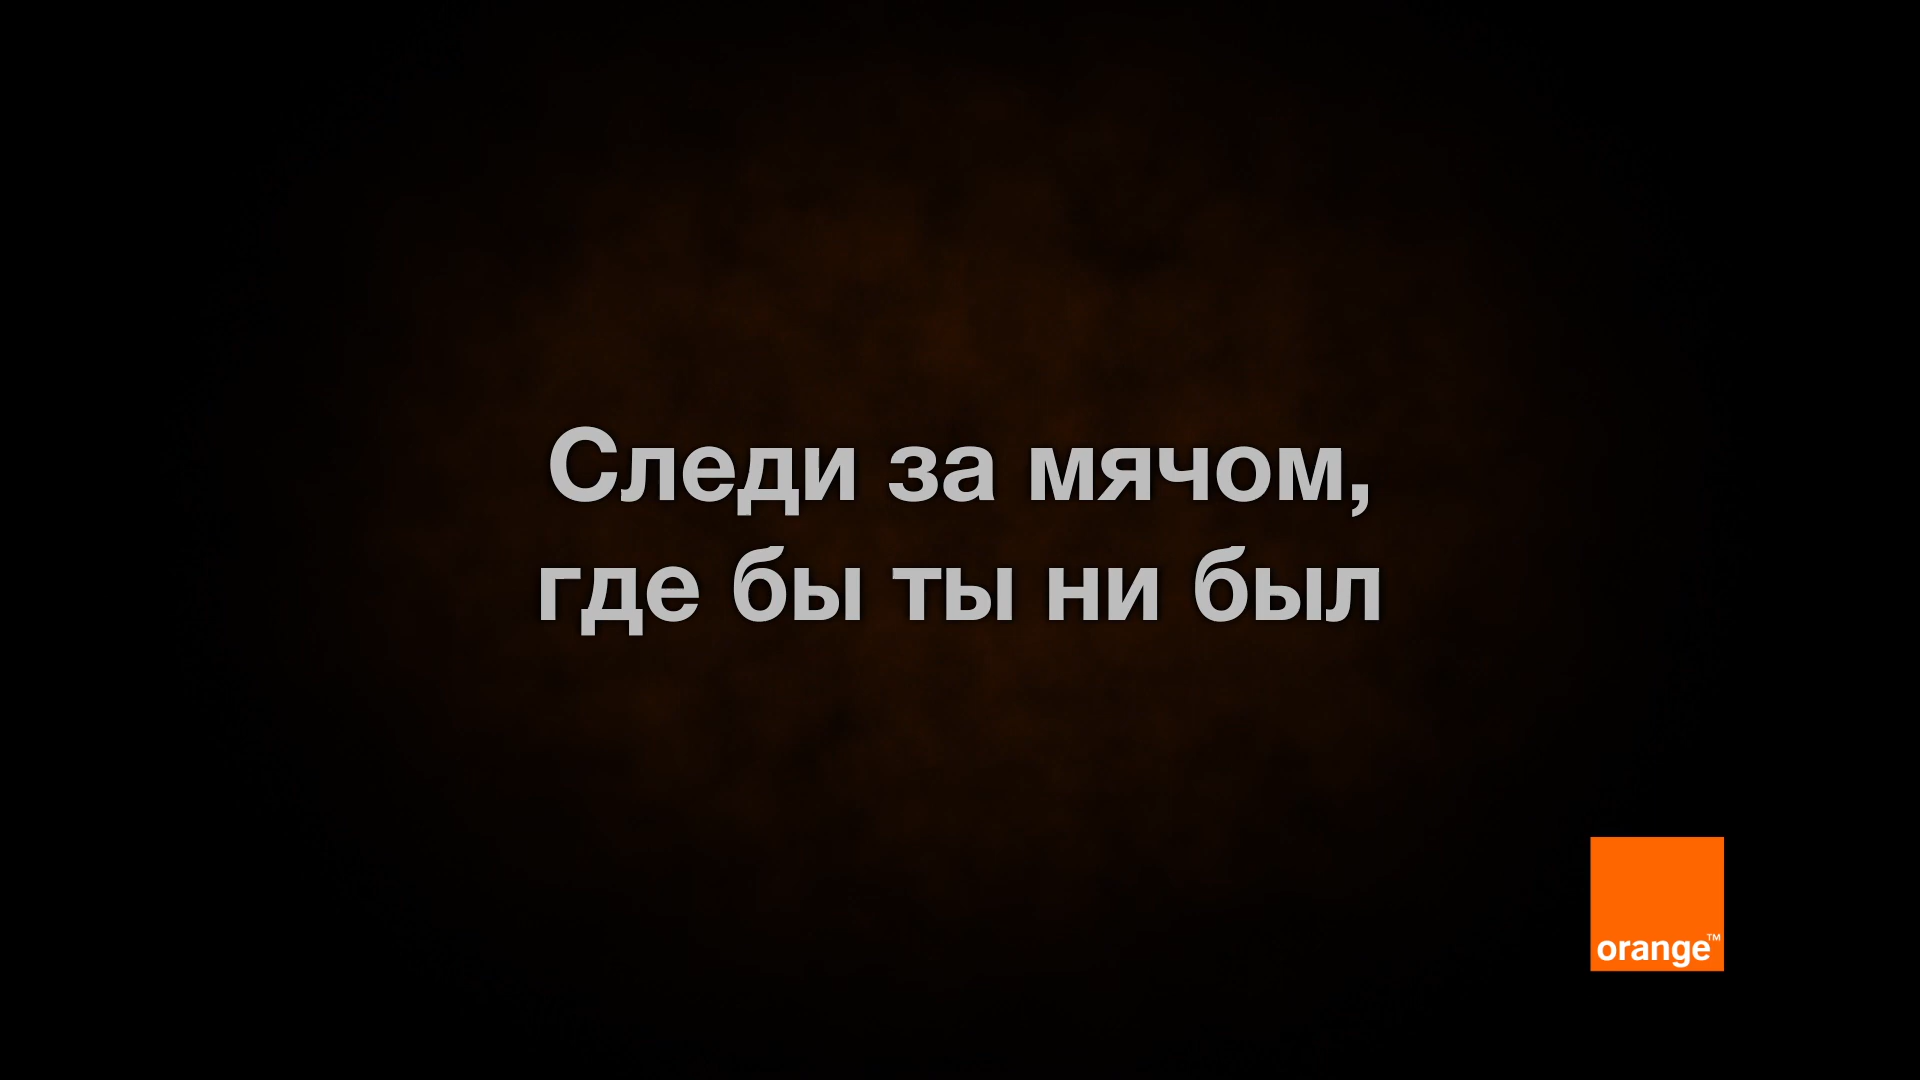 Следи за мячом,
где бы ты ни был
orange™